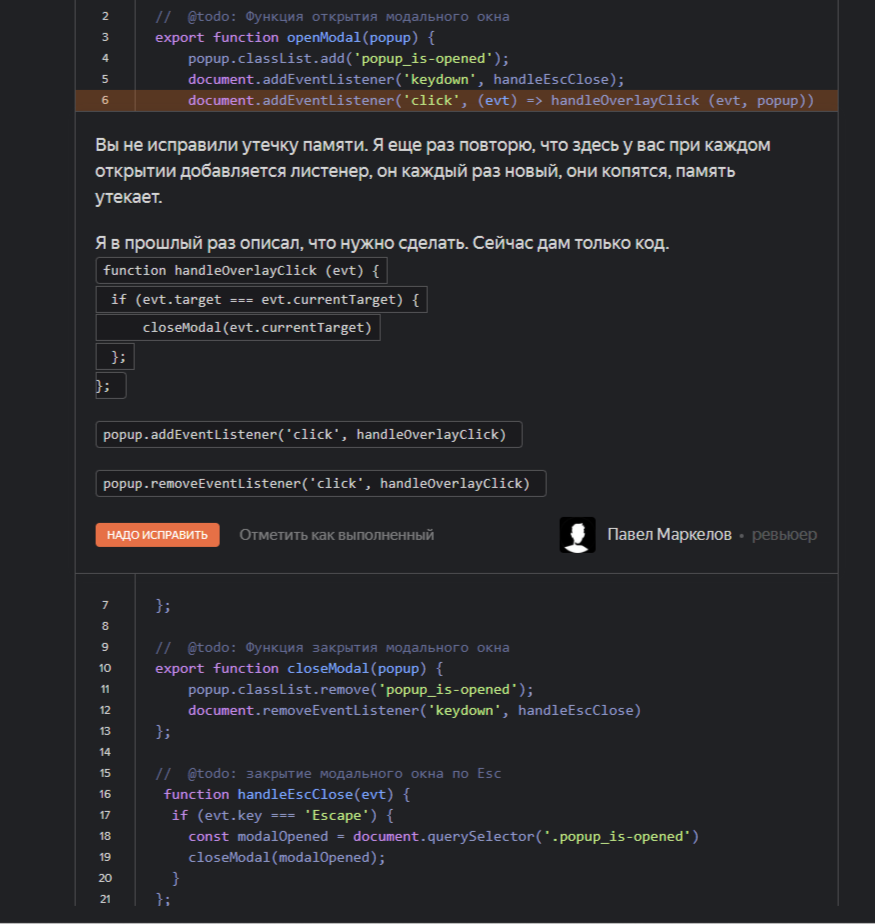 2 // @todo: Функция открытия модального окна
3 export function openModal(popup) {
4 popup.classList.add('popup_is-opened');
5 document.addEventListener('keydown', handleEscClose);
6 document.addEventListener('click', (evt) => handleOverlayClick (evt, popup))
Вы не исправили утечку памяти. Я еще раз повторю, что здесь у вас при каждом
открытии добавляется листенер, он каждый раз новый, они копятся, память
утекает.
Я в прошлый раз описал, что нужно сделать. Сейчас дам только код.
function handleOverlayClick (evt) {
if (evt.target === evt.currentTarget) {
closeModal(evt.currentTarget)
};
};
popup.addEventListener('click', handleOverlayClick)
popup.removeEventListener('click', handleOverlayClick)
НАДО ИСПРАВИТЬ Отметить как выполненный Павел Маркелов • ревьюер
7 };
8
9 // @todo: Функция закрытия модального окна
10 export function closeModal(popup) {
11 popup.classList.remove('popup_is-opened');
12 document.removeEventListener('keydown', handleEscClose)
13 };
14
15 // @todo: закрытие модального окна по Esc
16 function handleEscClose(evt) {
17 if (evt.key === 'Escape') {
18 const modalOpened = document.querySelector('.popup_is-opened')
19 closeModal(modalOpened);
20 }
21 };